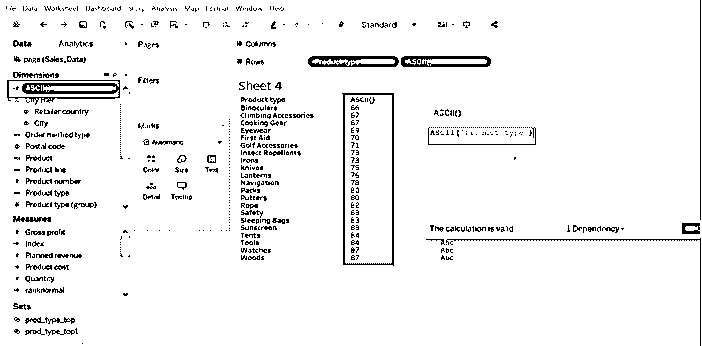 File Data Worksheet Dashboard Story Analysis Map Format Window Help
Standard
Data Analytics
page (Sales_Data)
Dimensions
ASCII()
City hier
Retailer country
City
Order method type
Postal code
Product
Product line
Product number
Product type
Product type (group)
Measures
Gross profit
Index
Planned revenue
Product cost
Quantity
ranknormal
Sets
prod_type_top
prod_type_top1
Pages
Filters
Marks
Automatic
Color Size Text
Detail Tooltip
Columns
Rows Product type ASCII()
Sheet 4
Product type ASCII()
Binoculars 66
Climbing Accessories 67
Cooking Gear 67
Eyewear 69
First Aid 70
Golf Accessories 71
Insect Repellents 73
Irons 73
Knives 75
Lanterns 76
Navigation 78
Packs 80
Putters 80
Rope 82
Safety 83
Sleeping Bags 83
Sunscreen 83
Tents 84
Tools 84
Watches 87
Woods 87
ASCII()
The calculation is valid 1 Dependency
Abc
Abc
Abc